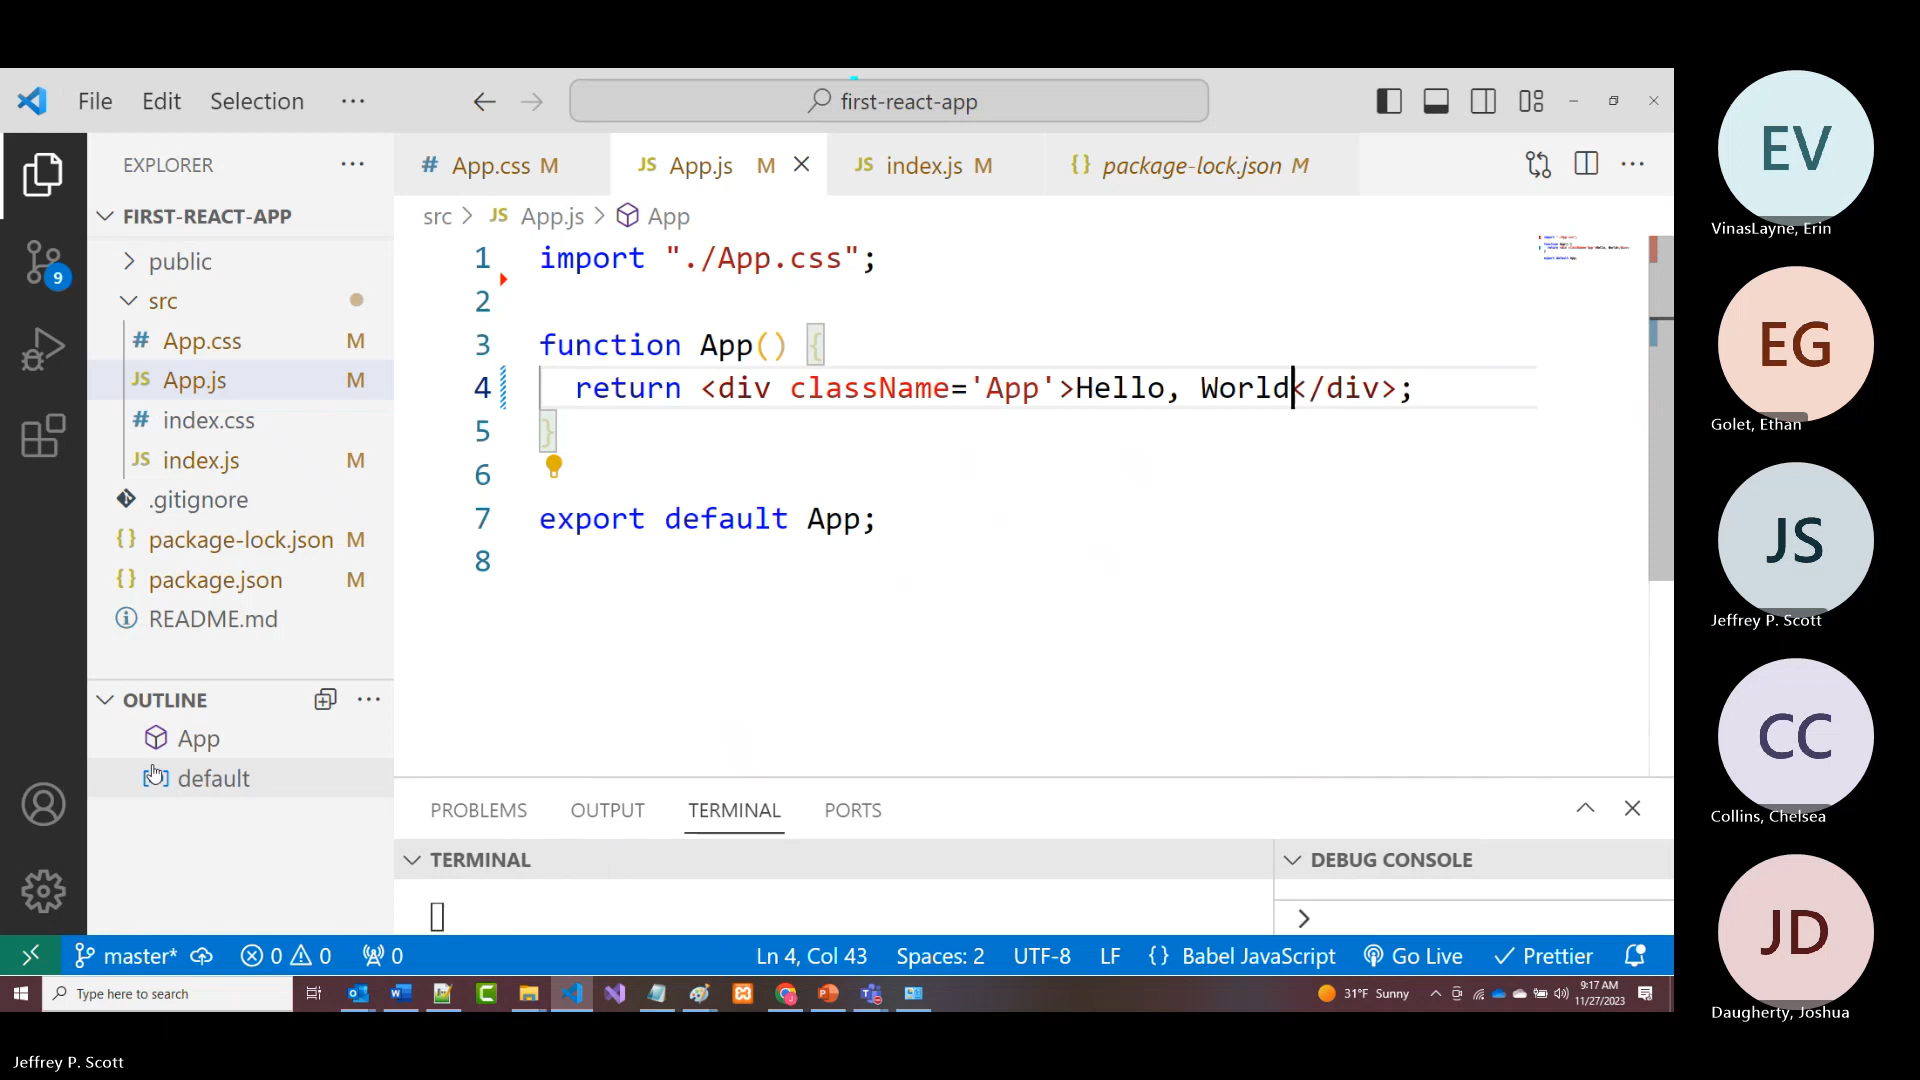 File Edit Selection ···
first-react-app
EXPLORER
FIRST-REACT-APP
public
src
# App.css M
JS App.js M
# index.css
JS index.js M
.gitignore
{} package-lock.json M
{} package.json M
README.md
OUTLINE
App
default
9
# App.css M
JS App.js M
JS index.js M
{} package-lock.json M
src > JS App.js > App
1 import "./App.css";
2
3 function App() {
4 return <div className='App'>Hello, World</div>;
5 }
6
7 export default App;
8
PROBLEMS OUTPUT TERMINAL PORTS
TERMINAL
DEBUG CONSOLE
>
master* 0 0 0
Ln 4, Col 43 Spaces: 2 UTF-8 LF {} Babel JavaScript Go Live Prettier
Type here to search
31°F Sunny
9:17 AM
11/27/2023
EV
VinasLayne, Erin
EG
Golet, Ethan
JS
Jeffrey P. Scott
CC
Collins, Chelsea
JD
Daugherty, Joshua
Jeffrey P. Scott